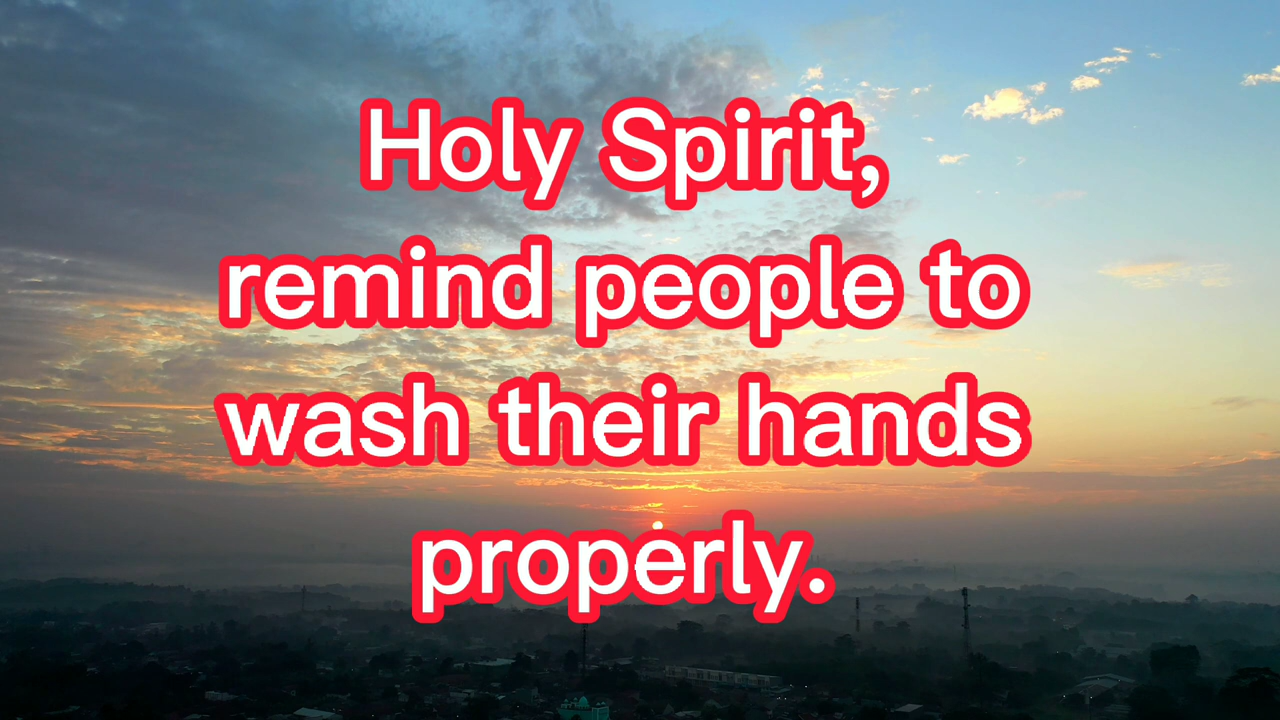 Holy Spirit,
remind people to
wash their hands
properly.